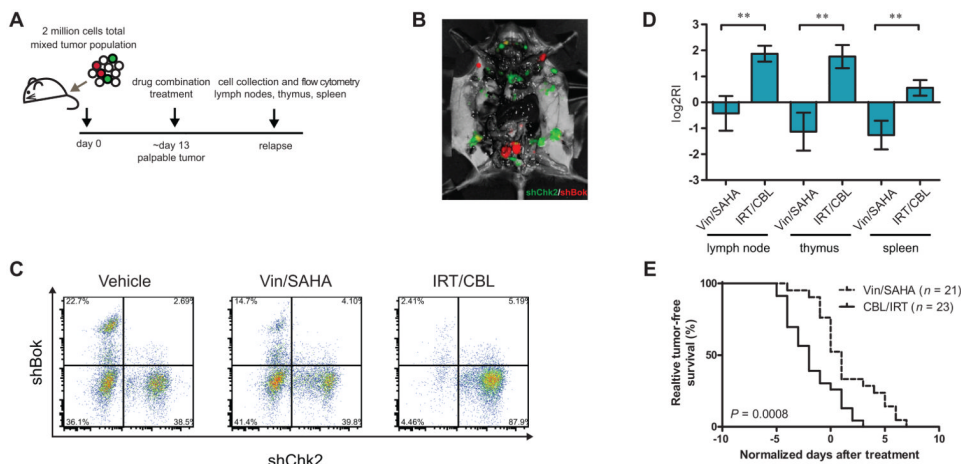 A
2 million cells total
mixed tumor population
drug combination
treatment
cell collection and flow cytometry
lymph nodes, thymus, spleen
day 0
~day 13
palpable tumor
relapse
B
shChk2/shBok
C
Vehicle
Vin/SAHA
IRT/CBL
22.7%
2.69%
14.7%
4.10%
2.41%
5.19%
shBok
36.1%
38.5%
41.4%
39.8%
4.46%
87.9%
shChk2
D
**
**
**
3
2
1
0
-1
-2
-3
log2RI
Vin/SAHA
IRT/CBL
Vin/SAHA
IRT/CBL
Vin/SAHA
IRT/CBL
lymph node
thymus
spleen
E
Vin/SAHA (n = 21)
CBL/IRT (n = 23)
100
50
0
Realtive tumor-free
survival (%)
P = 0.0008
-10
-5
0
5
10
Normalized days after treatment